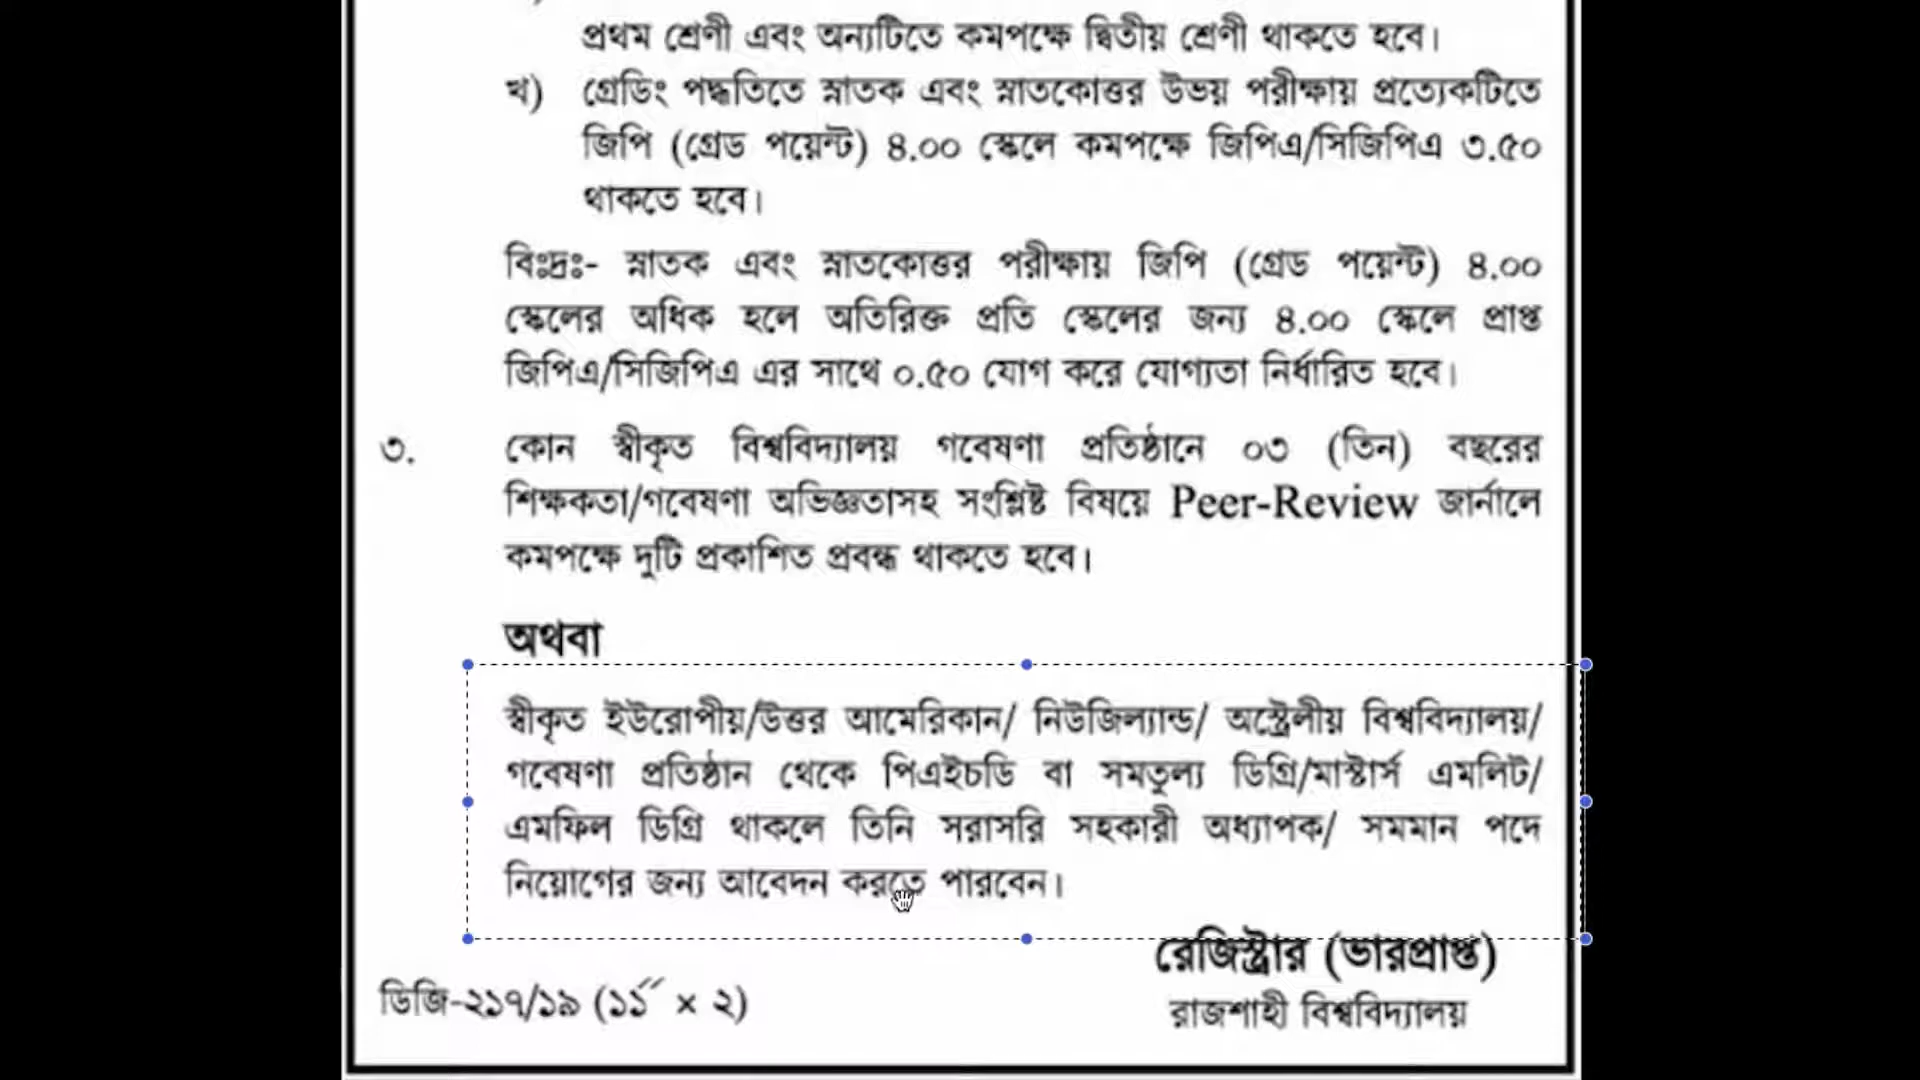 প্রথম শ্রেণী এবং অন্যটিতে কমপক্ষে দ্বিতীয় শ্রেণী থাকতে হবে।
খ) গ্রেডিং পদ্ধতিতে স্নাতক এবং স্নাতকোত্তর উভয় পরীক্ষায় প্রত্যেকটিতে
জিপি (গ্রেড পয়েন্ট) ৪.০০ স্কেলে কমপক্ষে জিপিএ/সিজিপিএ ৩.৫০
থাকতে হবে।
বিঃদ্রঃ- স্নাতক এবং স্নাতকোত্তর পরীক্ষায় জিপি (গ্রেড পয়েন্ট) ৪.০০
স্কেলের অধিক হলে অতিরিক্ত প্রতি স্কেলের জন্য ৪.০০ স্কেলে প্রাপ্ত
জিপিএ/সিজিপিএ এর সাথে ০.৫০ যোগ করে যোগ্যতা নির্ধারিত হবে।
৩. কোন স্বীকৃত বিশ্ববিদ্যালয় গবেষণা প্রতিষ্ঠানে ০৩ (তিন) বছরের
শিক্ষকতা/গবেষণা অভিজ্ঞতাসহ সংশ্লিষ্ট বিষয়ে Peer-Review জার্নালে
কমপক্ষে দুটি প্রকাশিত প্রবন্ধ থাকতে হবে।
অথবা
স্বীকৃত ইউরোপীয়/উত্তর আমেরিকান/ নিউজিল্যান্ড/ অস্ট্রেলীয় বিশ্ববিদ্যালয়/
গবেষণা প্রতিষ্ঠান থেকে পিএইচডি বা সমতুল্য ডিগ্রি/মাস্টার্স এমলিট/
এমফিল ডিগ্রি থাকলে তিনি সরাসরি সহকারী অধ্যাপক/ সমমান পদে
নিয়োগের জন্য আবেদন করতে পারবেন।
রেজিস্ট্রার (ভারপ্রাপ্ত)
ডিজি-২১৭/১৯ (১১˝ × ২)
রাজশাহী বিশ্ববিদ্যালয়